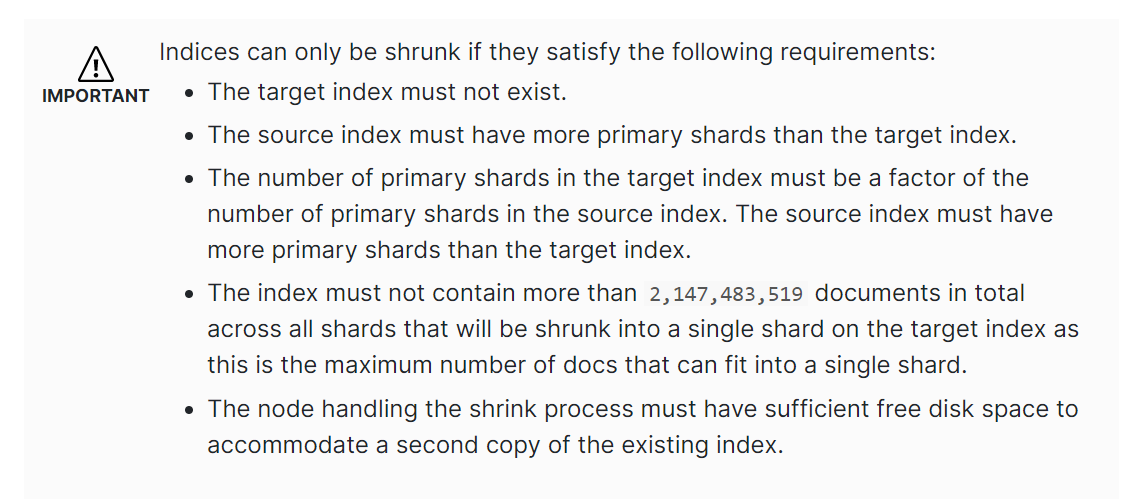 Indices can only be shrunk if they satisfy the following requirements:
IMPORTANT
• The target index must not exist.
• The source index must have more primary shards than the target index.
• The number of primary shards in the target index must be a factor of the
number of primary shards in the source index. The source index must have
more primary shards than the target index.
• The index must not contain more than 2,147,483,519 documents in total
across all shards that will be shrunk into a single shard on the target index as
this is the maximum number of docs that can fit into a single shard.
• The node handling the shrink process must have sufficient free disk space to
accommodate a second copy of the existing index.